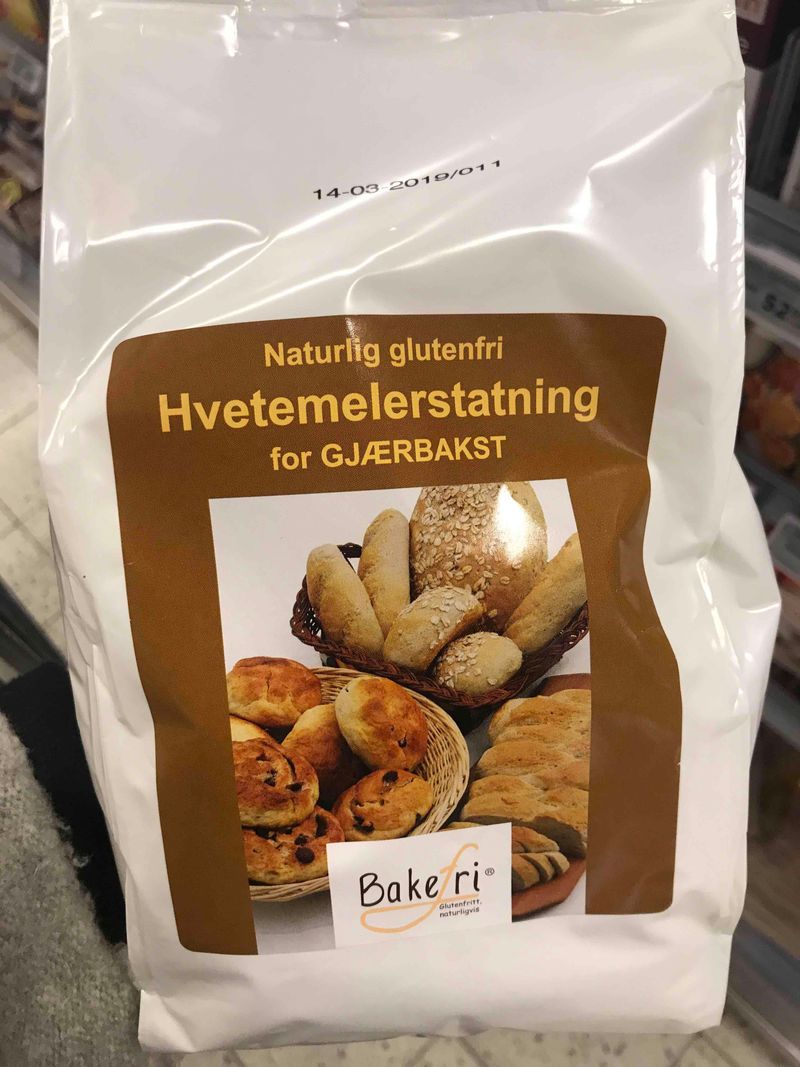 14-03-2019/011
Naturlig glutenfri
Hvetemelerstatning
for GJÆRBAKST
Bakefri®
Glutenfritt,
naturligvis